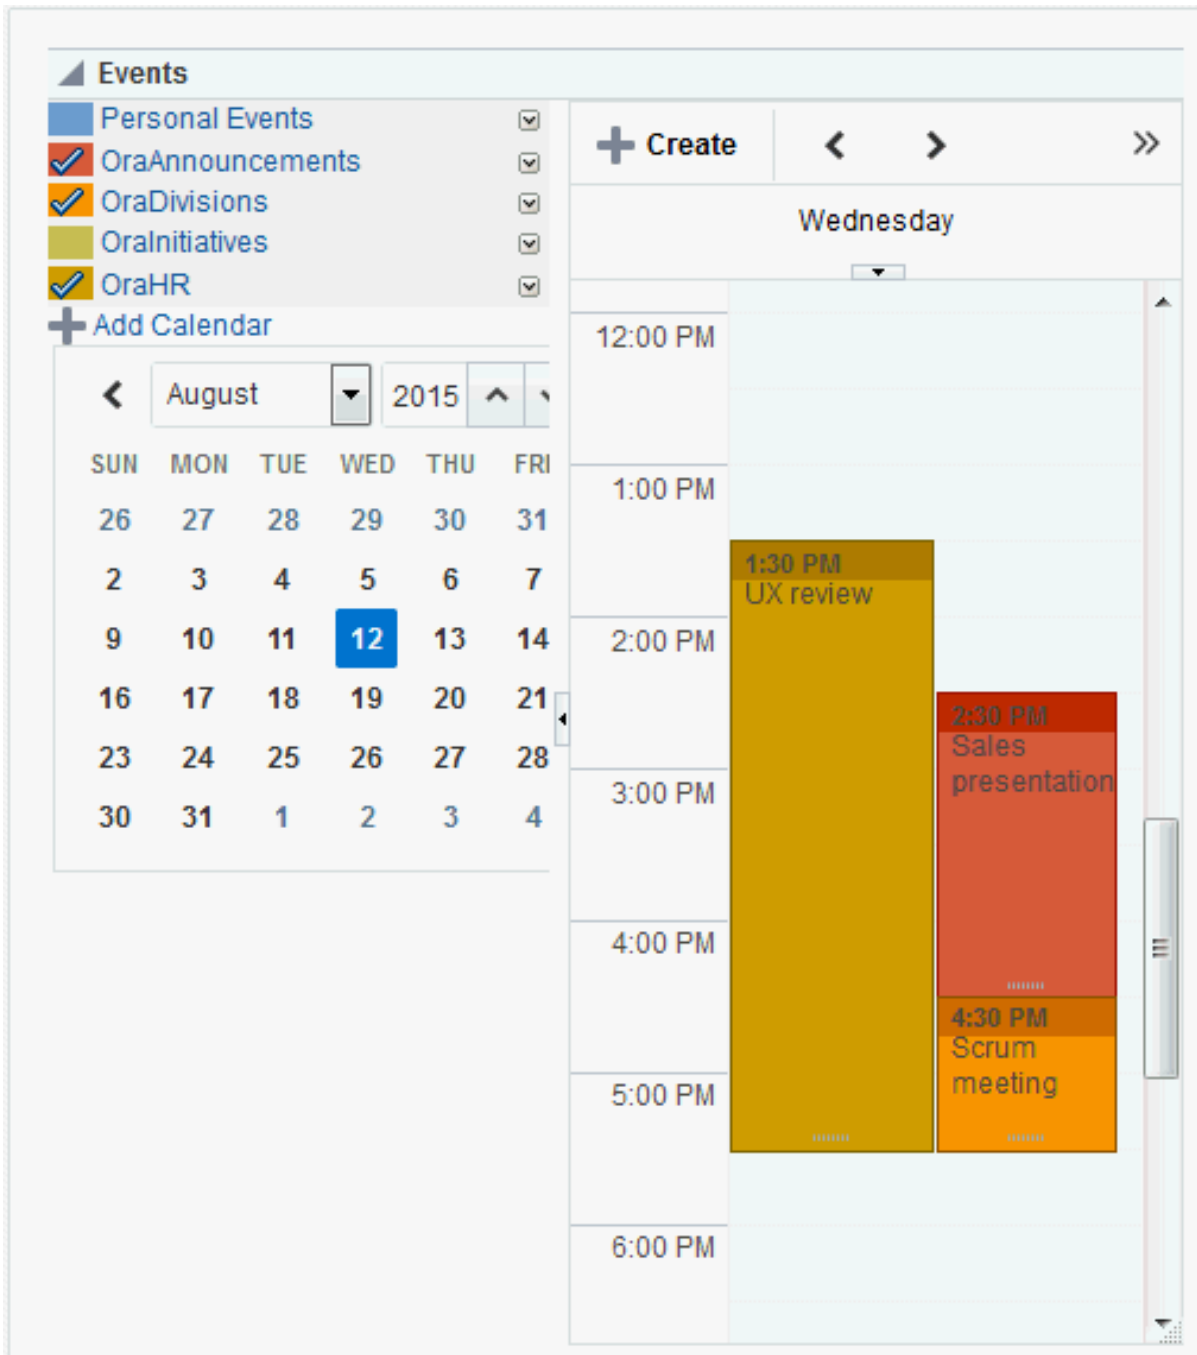 Events
Personal Events
OraAnnouncements
OraDivisions
OraInitiatives
OraHR
Add Calendar
August 2015
SUN MON TUE WED THU FRI
26 27 28 29 30 31
2 3 4 5 6 7
9 10 11 12 13 14
16 17 18 19 20 21
23 24 25 26 27 28
30 31 1 2 3 4
Create
Wednesday
12:00 PM
1:00 PM
1:30 PM
UX review
2:00 PM
2:30 PM
Sales
presentation
3:00 PM
4:00 PM
4:30 PM
Scrum
meeting
5:00 PM
6:00 PM